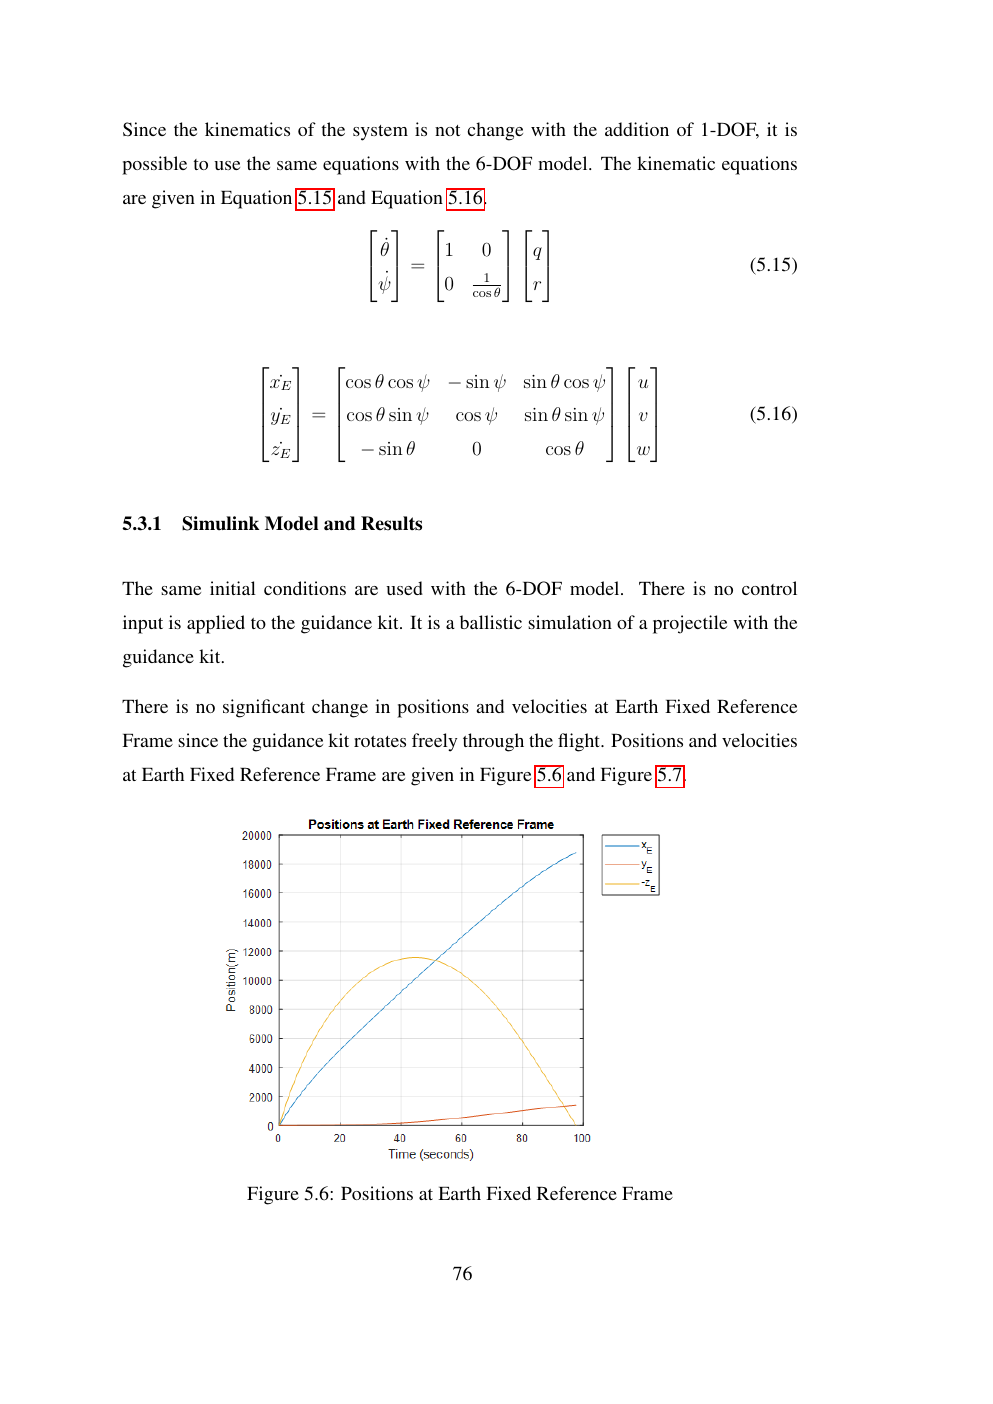 Since the kinematics of the system is not change with the addition of 1-DOF, it is
possible to use the same equations with the 6-DOF model. The kinematic equations
are given in Equation 5.15 and Equation 5.16.
[θ̇ ψ̇] = [1 0; 0 1/cos θ] [q r] (5.15)
[ẋ_E ẏ_E ż_E] = [cos θ cos ψ − sin ψ sin θ cos ψ; cos θ sin ψ cos ψ sin θ sin ψ; − sin θ 0 cos θ] [u v w] (5.16)
5.3.1 Simulink Model and Results
The same initial conditions are used with the 6-DOF model. There is no control
input is applied to the guidance kit. It is a ballistic simulation of a projectile with the
guidance kit.
There is no significant change in positions and velocities at Earth Fixed Reference
Frame since the guidance kit rotates freely through the flight. Positions and velocities
at Earth Fixed Reference Frame are given in Figure 5.6 and Figure 5.7.
Positions at Earth Fixed Reference Frame
20000
18000
16000
14000
12000
10000
8000
6000
4000
2000
0
Position(m)
0 20 40 60 80 100
Time (seconds)
x_E
y_E
-z_E
Figure 5.6: Positions at Earth Fixed Reference Frame
76